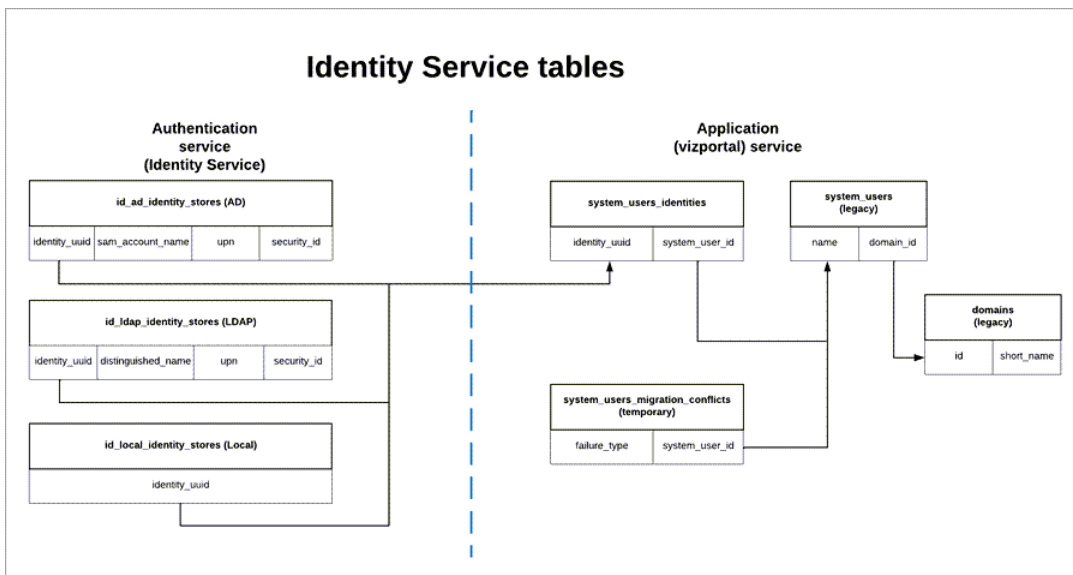 Identity Service tables
Authentication
service
(Identity Service)
Application
(vizportal) service
id_ad_identity_stores (AD)
identity_uuid sam_account_name upn security_id
id_ldap_identity_stores (LDAP)
identity_uuid distinguished_name upn security_id
id_local_identity_stores (Local)
identity_uuid
system_users_identities
identity_uuid system_user_id
system_users
(legacy)
name domain_id
domains
(legacy)
id short_name
system_users_migration_conflicts
(temporary)
failure_type system_user_id